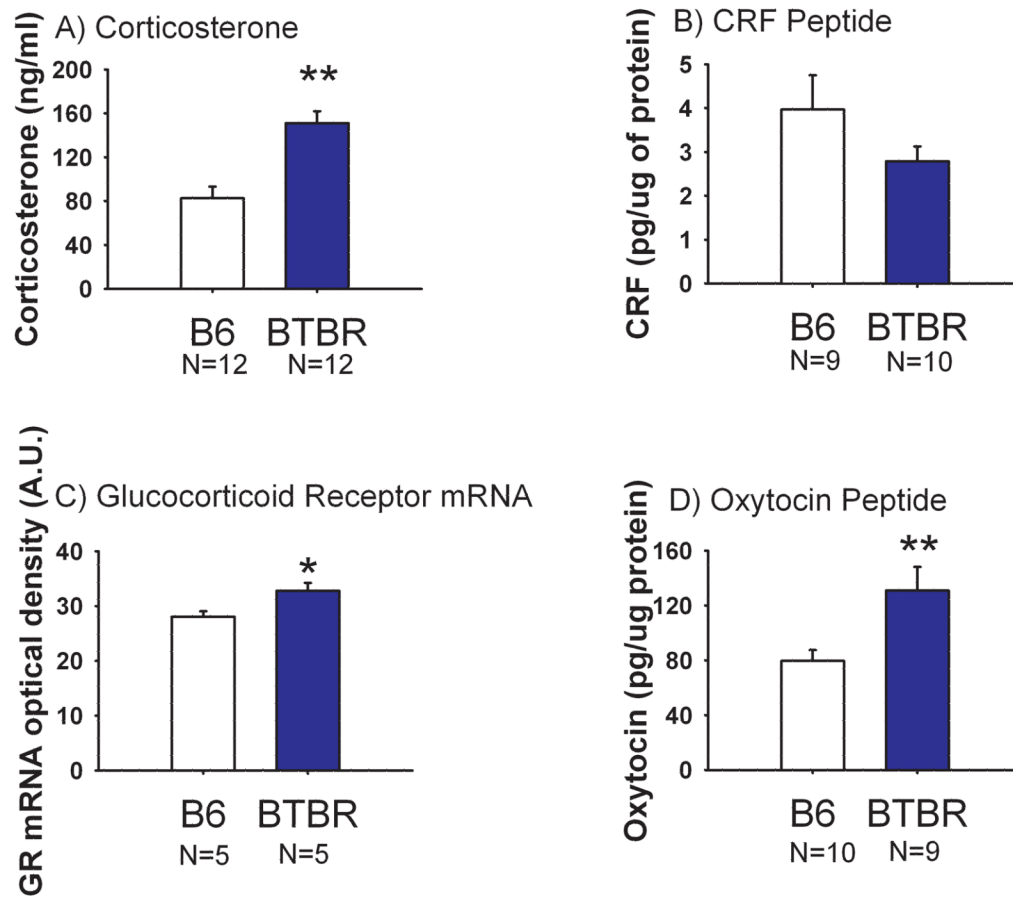 A) Corticosterone
Corticosterone (ng/ml)
200
160
120
80
40
0
**
B6 BTBR
N=12 N=12
B) CRF Peptide
CRF (pg/ug of protein)
5
4
3
2
1
0
B6 BTBR
N=9 N=10
C) Glucocorticoid Receptor mRNA
GR mRNA optical density (A.U.)
40
30
20
10
0
*
B6 BTBR
N=5 N=5
D) Oxytocin Peptide
Oxytocin (pg/ug protein)
160
120
80
40
0
**
B6 BTBR
N=10 N=9